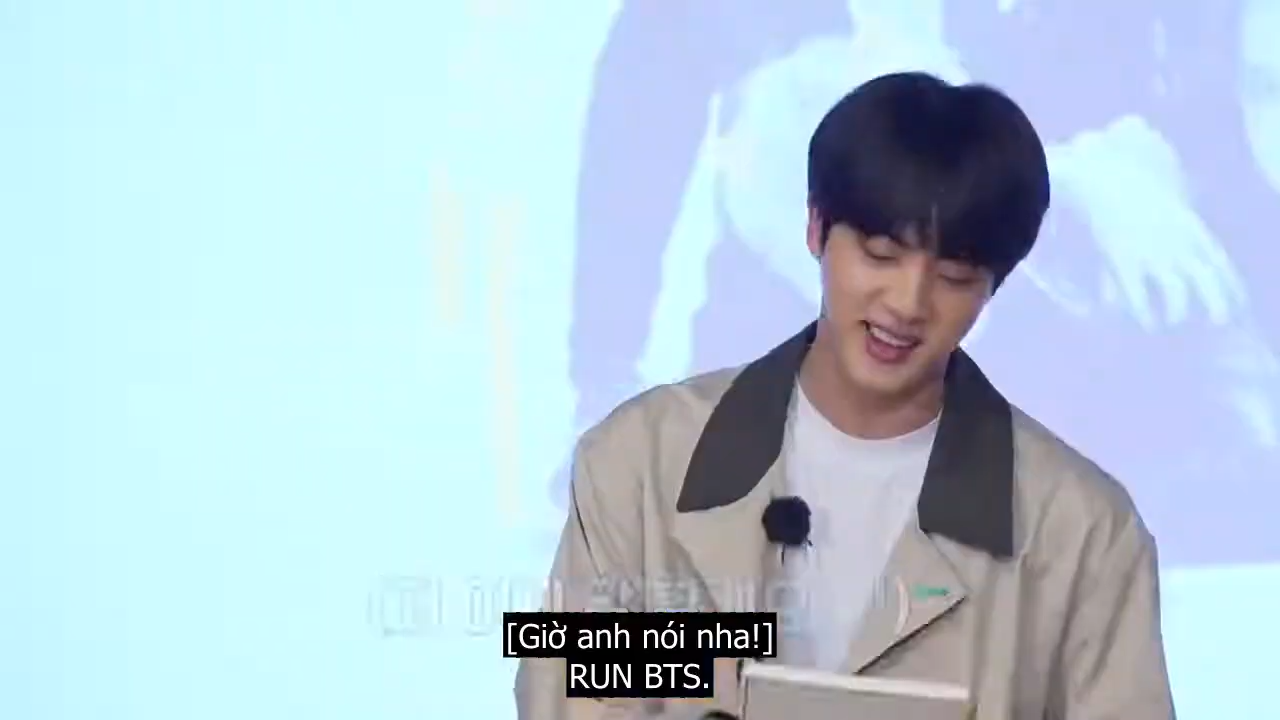 [Giờ anh nói nha!]
RUN BTS.